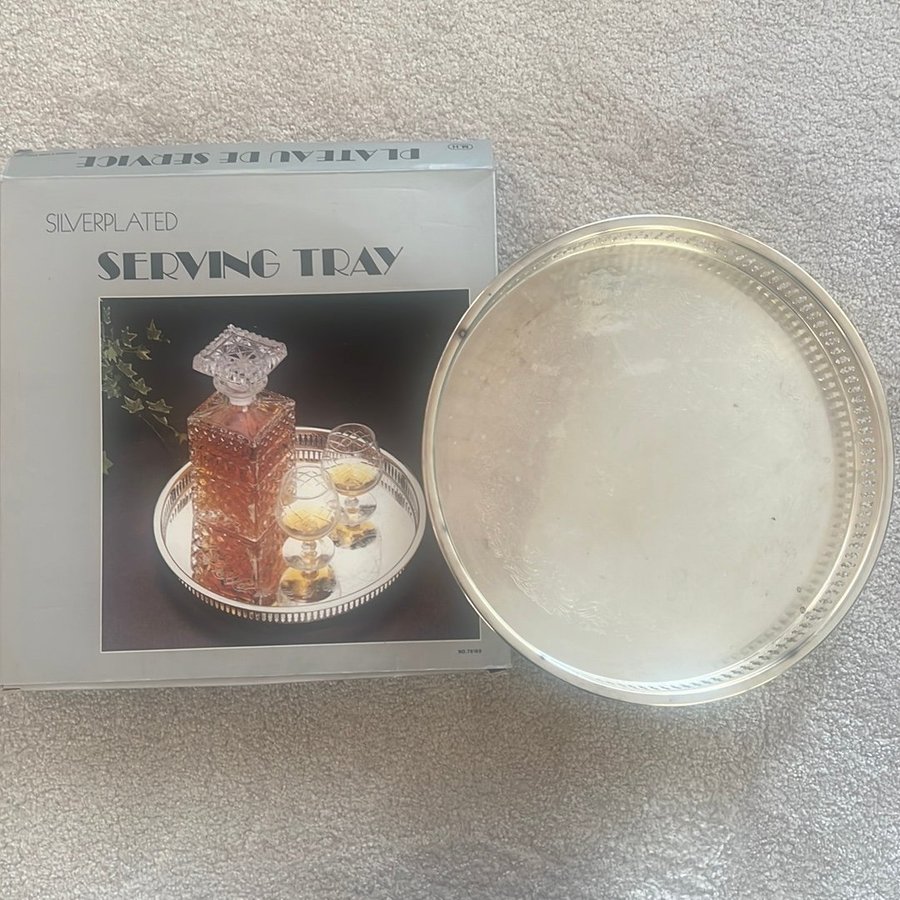 PLATEAU DE SERVICE
SILVERPLATED
SERVING TRAY